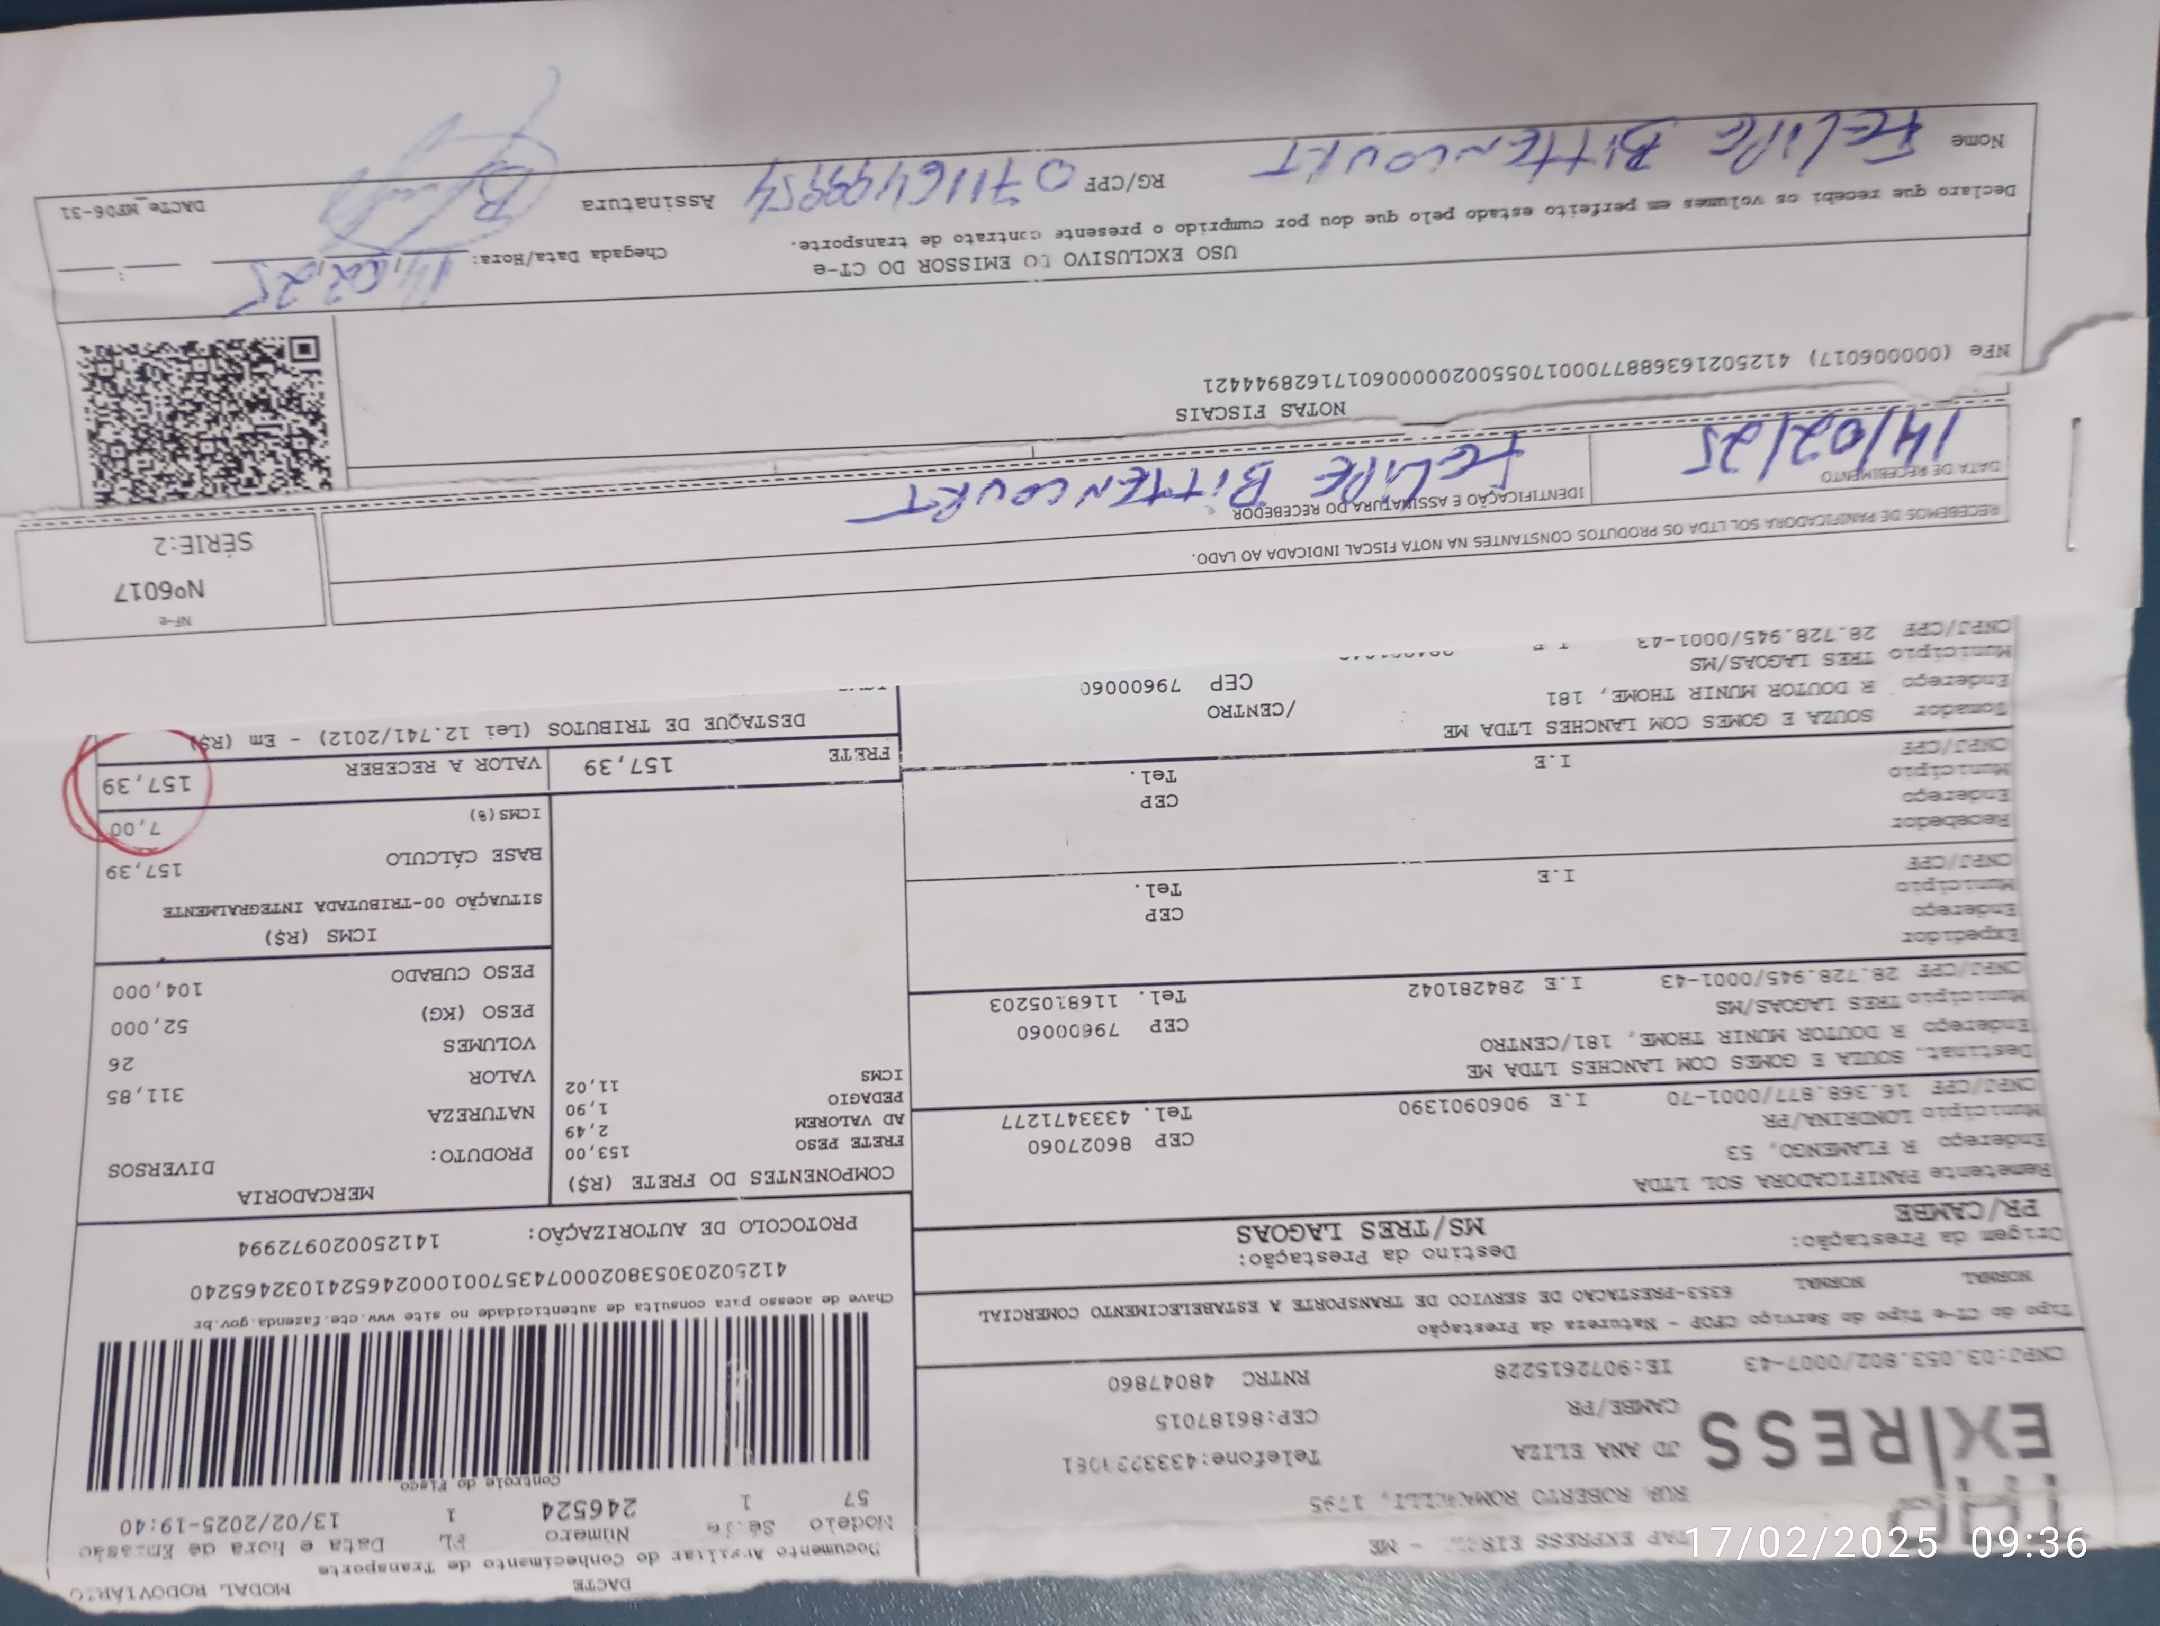 DACTE
MODAL RODOVIÁRIO
Documento Auxiliar do Conhecimento de Transporte
Modelo Série Número FL Data e hora de Emissão
57 1 246524 1 13/02/2025-19:40
Controle do Fisco
Chave de acesso para consulta de autenticidade no site www.cte.fazenda.gov.br
41250203053802000743570010002465241032465240
PROTOCOLO DE AUTORIZAÇÃO: 141250020972994
TAP EXPRESS - ME
EXPRESS
RUA ROBERTO 1795
JD ANA ELIZA
CAMBE/PR
CEP:86187015
CNPJ:03.053.802/0007-43 IE:9072615228 RNTRC 48047860
Tipo do CT-e Tipo do Serviço CFOP - Natureza da Prestação
NORMAL NORMAL 6353-PRESTACAO DE SERVICO DE TRANSPORTE A ESTABELECIMENTO COMERCIAL
Origem da Prestação: Destino da Prestação:
PR/CAMBE MS/TRES LAGOAS
Remetente PANIFICADORA SOL LTDA
Endereço R FLAMENGO, 53 CEP 86027060
Município LONDRINA/PR Tel. 4333471277
CNPJ/CPF 16.368.877/0001-70 I.E 9060901390
Destinat. SOUZA E GOMES COM LANCHES LTDA ME
Endereço R DOUTOR MUNIR THOME, 181/CENTRO CEP 79600060
Município TRES LAGOAS/MS Tel. 1168105203
CNPJ/CPF 28.728.945/0001-43 I.E 284281042
Expedidor
Endereço CEP
Município Tel.
CNPJ/CPF I.E
Recebedor
Endereço CEP
Município Tel.
CNPJ/CPF I.E
Tomador SOUZA E GOMES COM LANCHES LTDA ME
Endereço R DOUTOR MUNIR THOME, 181 /CENTRO
Município TRES LAGOAS/MS CEP 79600060
CNPJ/CPF 28.728.945/0001-43
COMPONENTES DO FRETE (R$)
FRETE PESO 153,00
AD VALOREM 2,49
PEDAGIO 1,90
ICMS 11,02
MERCADORIA
PRODUTO: DIVERSOS
NATUREZA
VALOR 311,85
VOLUMES 26
PESO (KG) 52,000
PESO CUBADO 104,000
ICMS (R$)
SITUAÇÃO 00-TRIBUTADA INTEGRALMENTE
BASE CÁLCULO 157,39
ICMS(%) 7,00
FRETE 157,39 VALOR A RECEBER 157,39
DESTAQUE DE TRIBUTOS (Lei 12.741/2012) - Em (R$)
RECEBEMOS DE PANIFICADORA SOL LTDA OS PRODUTOS CONSTANTES NA NOTA FISCAL INDICADA AO LADO.
NF-e
Nº6017
SÉRIE:2
DATA DE RECEBIMENTO
14/02/25
IDENTIFICAÇÃO E ASSINATURA DO RECEBEDOR
FELIPE BITTENCOURT
NOTAS FISCAIS
NFe (000006017) 41250216368877000170550020000060171628944421
USO EXCLUSIVO DO EMISSOR DO CT-e
Declaro que recebi os volumes em perfeito estado pelo que dou por cumprido o presente contrato de transporte.
Chegada Data/Hora: 14,02,25
Nome FELIPE BITTENCOURT RG/CPF 07116499954 Assinatura
DACTe_MF06-31
17/02/2025 09:36